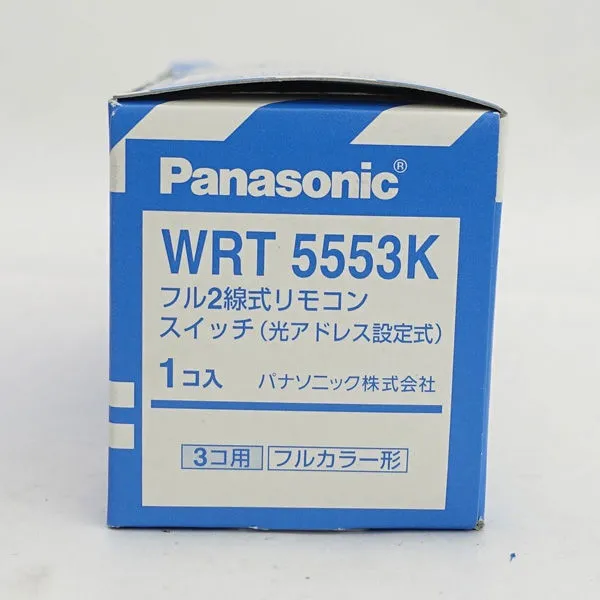 Panasonic®
WRT 5553K
フル2線式リモコン
スイッチ(光アドレス設定式)
1コ入 パナソニック株式会社
3コ用 フルカラー形